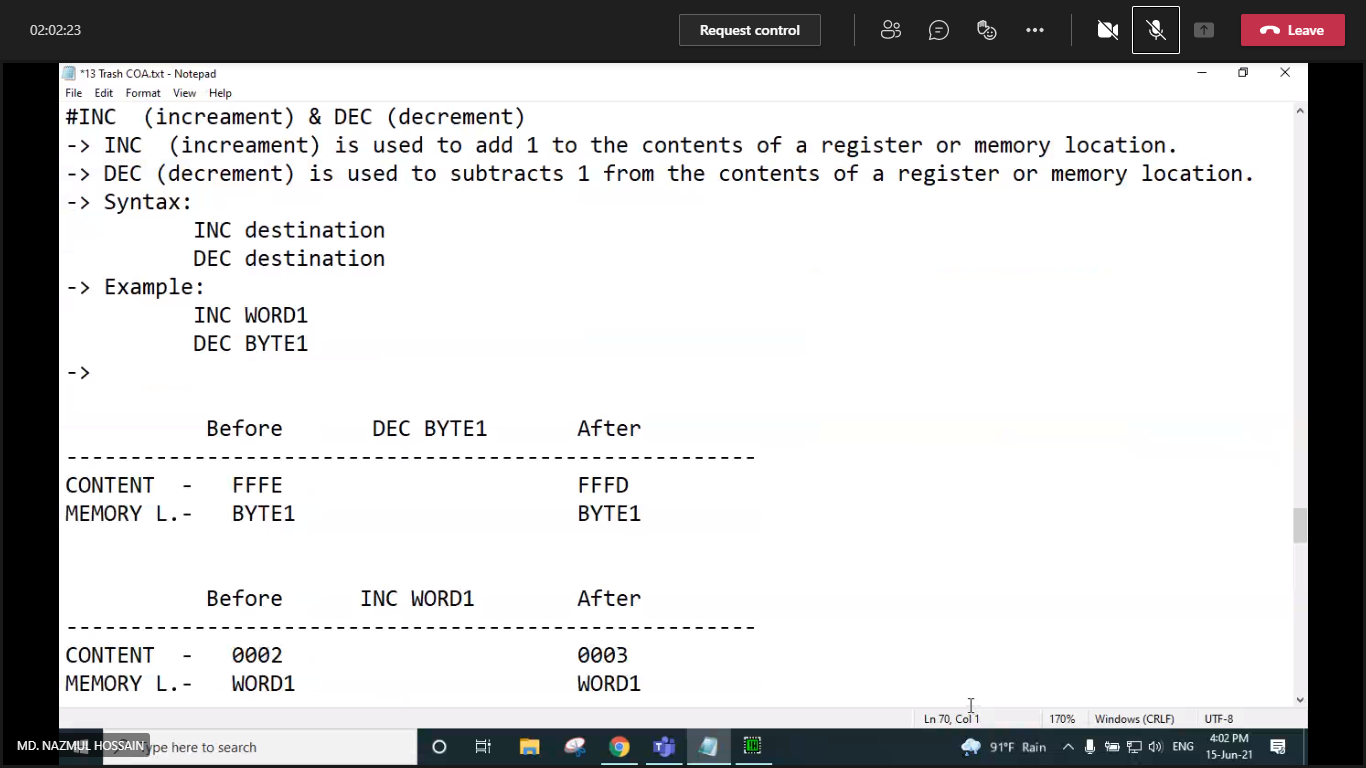 02:02:23
Request control
Leave
*13 Trash COA.txt - Notepad
File Edit Format View Help
#INC (increament) & DEC (decrement)
-> INC (increament) is used to add 1 to the contents of a register or memory location.
-> DEC (decrement) is used to subtracts 1 from the contents of a register or memory location.
-> Syntax:
INC destination
DEC destination
-> Example:
INC WORD1
DEC BYTE1
->
Before DEC BYTE1 After
------------------------------------------------------
CONTENT - FFFE FFFD
MEMORY L.- BYTE1 BYTE1
Before INC WORD1 After
------------------------------------------------------
CONTENT - 0002 0003
MEMORY L.- WORD1 WORD1
Ln 70, Col 1 170% Windows (CRLF) UTF-8
MD. NAZMUL HOSSAIN
ype here to search
91°F Rain
ENG
4:02 PM
15-Jun-21